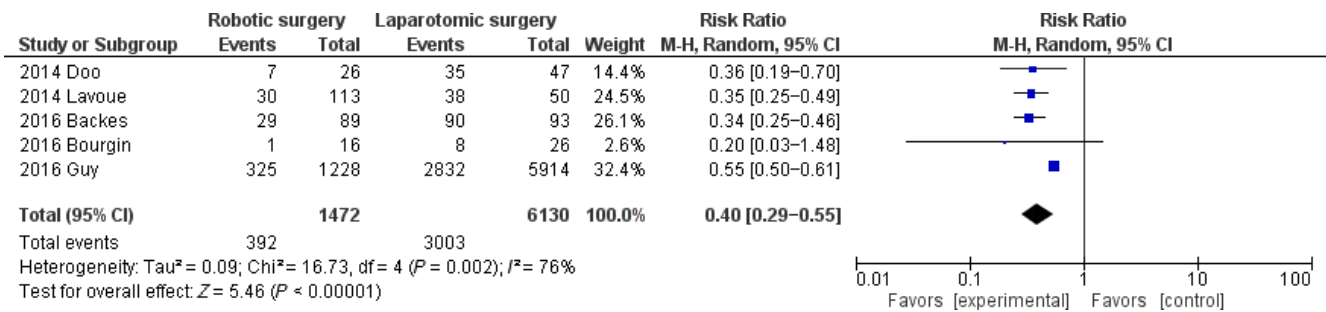 Robotic surgery Laparotomic surgery Risk Ratio Risk Ratio
Study or Subgroup Events Total Events Total Weight M-H, Random, 95% CI M-H, Random, 95% CI
2014 Doo 7 26 35 47 14.4% 0.36 [0.19–0.70]
2014 Lavoue 30 113 38 50 24.5% 0.35 [0.25–0.49]
2016 Backes 29 89 90 93 26.1% 0.34 [0.25–0.46]
2016 Bourgin 1 16 8 26 2.6% 0.20 [0.03–1.48]
2016 Guy 325 1228 2832 5914 32.4% 0.55 [0.50–0.61]
Total (95% CI) 1472 6130 100.0% 0.40 [0.29–0.55]
Total events 392 3003
Heterogeneity: Tau² = 0.09; Chi² = 16.73, df = 4 (P = 0.002); I² = 76%
Test for overall effect: Z = 5.46 (P < 0.00001)
0.01 0.1 1 10 100
Favors [experimental] Favors [control]